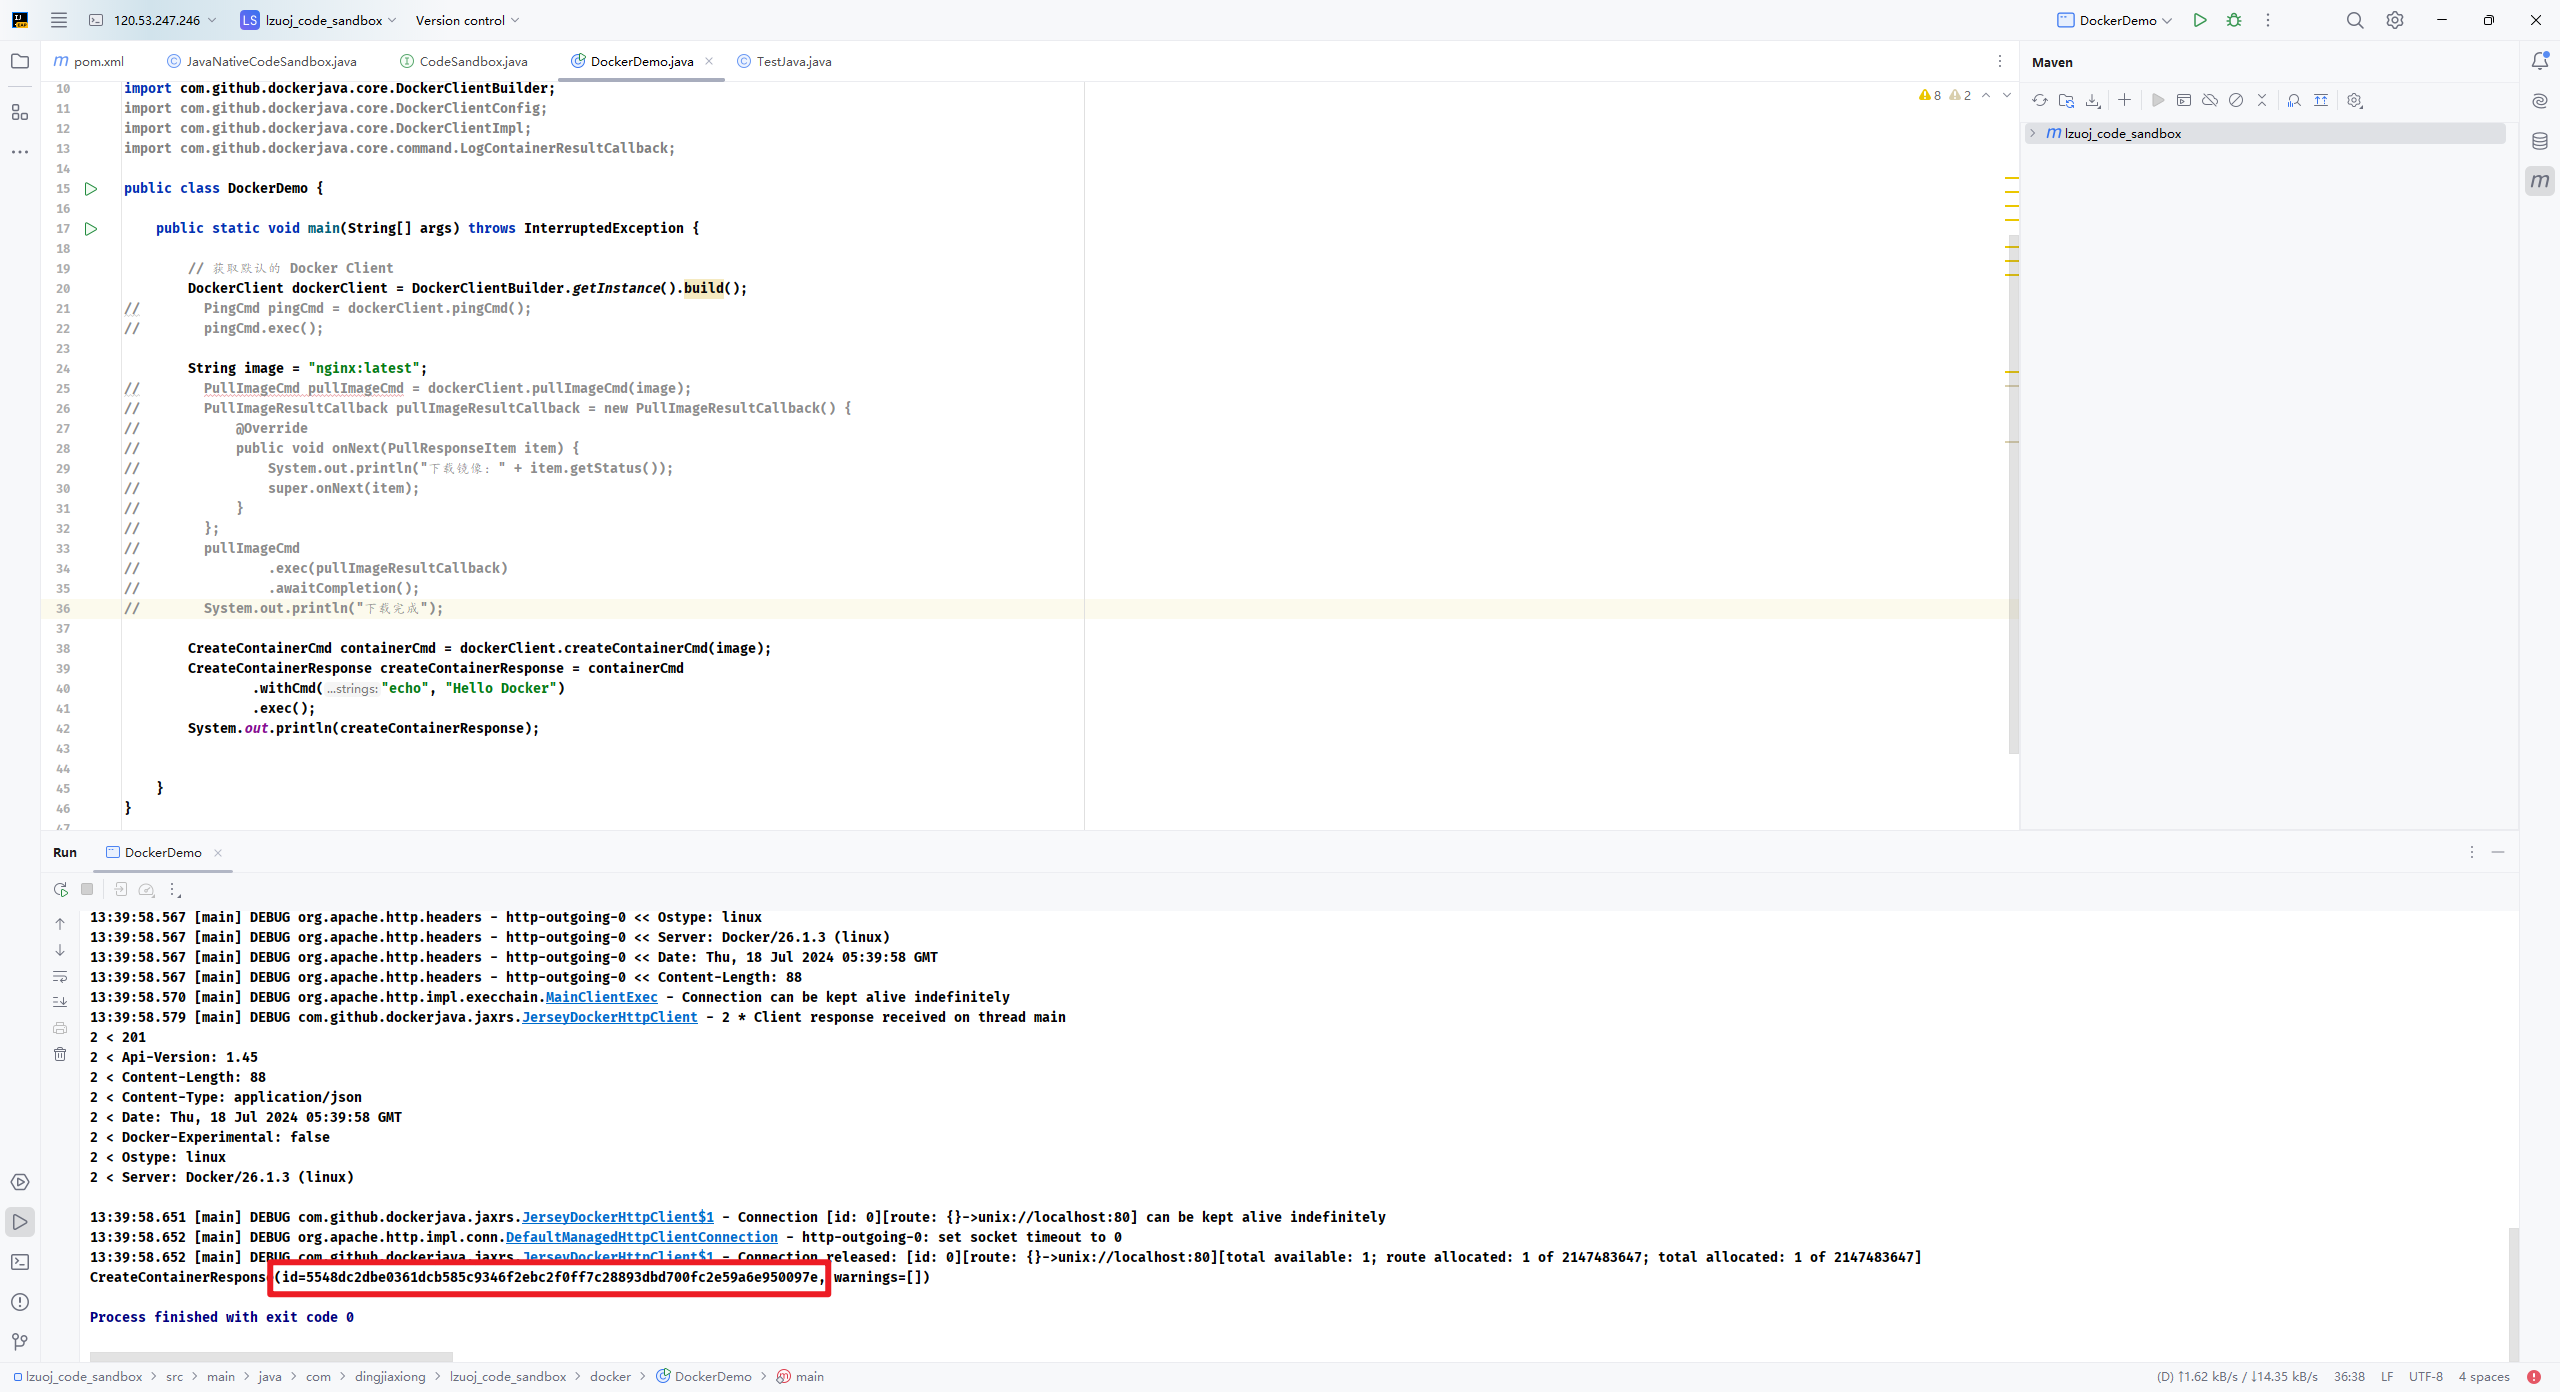 120.53.247.246 LS lzuoj_code_sandbox Version control DockerDemo
m pom.xml JavaNativeCodeSandbox.java CodeSandbox.java DockerDemo.java TestJava.java Maven
8 2
m lzuoj_code_sandbox
10 import com.github.dockerjava.core.DockerClientBuilder;
11 import com.github.dockerjava.core.DockerClientConfig;
12 import com.github.dockerjava.core.DockerClientImpl;
13 import com.github.dockerjava.core.command.LogContainerResultCallback;
14
15 public class DockerDemo {
16
17 public static void main(String[] args) throws InterruptedException {
18
19 // 获取默认的 Docker Client
20 DockerClient dockerClient = DockerClientBuilder.getInstance().build();
21 // PingCmd pingCmd = dockerClient.pingCmd();
22 // pingCmd.exec();
23
24 String image = "nginx:latest";
25 // PullImageCmd pullImageCmd = dockerClient.pullImageCmd(image);
26 // PullImageResultCallback pullImageResultCallback = new PullImageResultCallback() {
27 // @Override
28 // public void onNext(PullResponseItem item) {
29 // System.out.println("下载镜像: " + item.getStatus());
30 // super.onNext(item);
31 // }
32 // };
33 // pullImageCmd
34 // .exec(pullImageResultCallback)
35 // .awaitCompletion();
36 // System.out.println("下载完成");
37
38 CreateContainerCmd containerCmd = dockerClient.createContainerCmd(image);
39 CreateContainerResponse createContainerResponse = containerCmd
40 .withCmd( ...strings: "echo", "Hello Docker")
41 .exec();
42 System.out.println(createContainerResponse);
43
44
45 }
46 }
47
Run DockerDemo
13:39:58.567 [main] DEBUG org.apache.http.headers - http-outgoing-0 << Ostype: linux
13:39:58.567 [main] DEBUG org.apache.http.headers - http-outgoing-0 << Server: Docker/26.1.3 (linux)
13:39:58.567 [main] DEBUG org.apache.http.headers - http-outgoing-0 << Date: Thu, 18 Jul 2024 05:39:58 GMT
13:39:58.567 [main] DEBUG org.apache.http.headers - http-outgoing-0 << Content-Length: 88
13:39:58.570 [main] DEBUG org.apache.http.impl.execchain.MainClientExec - Connection can be kept alive indefinitely
13:39:58.579 [main] DEBUG com.github.dockerjava.jaxrs.JerseyDockerHttpClient - 2 * Client response received on thread main
2 < 201
2 < Api-Version: 1.45
2 < Content-Length: 88
2 < Content-Type: application/json
2 < Date: Thu, 18 Jul 2024 05:39:58 GMT
2 < Docker-Experimental: false
2 < Ostype: linux
2 < Server: Docker/26.1.3 (linux)
13:39:58.651 [main] DEBUG com.github.dockerjava.jaxrs.JerseyDockerHttpClient$1 - Connection [id: 0][route: {}->unix://localhost:80] can be kept alive indefinitely
13:39:58.652 [main] DEBUG org.apache.http.impl.conn.DefaultManagedHttpClientConnection - http-outgoing-0: set socket timeout to 0
13:39:58.652 [main] DEBUG com.github.dockerjava.jaxrs.JerseyDockerHttpClient$1 - Connection released: [id: 0][route: {}->unix://localhost:80][total available: 1; route allocated: 1 of 2147483647; total allocated: 1 of 2147483647]
CreateContainerResponse(id=5548dc2dbe0361dcb585c9346f2ebc2f0ff7c28893dbd700fc2e59a6e950097e, warnings=[])
Process finished with exit code 0
lzuoj_code_sandbox > src > main > java > com > dingjiaxiong > lzuoj_code_sandbox > docker > DockerDemo > main (D) ↑1.62 kB/s / ↓14.35 kB/s 36:38 LF UTF-8 4 spaces